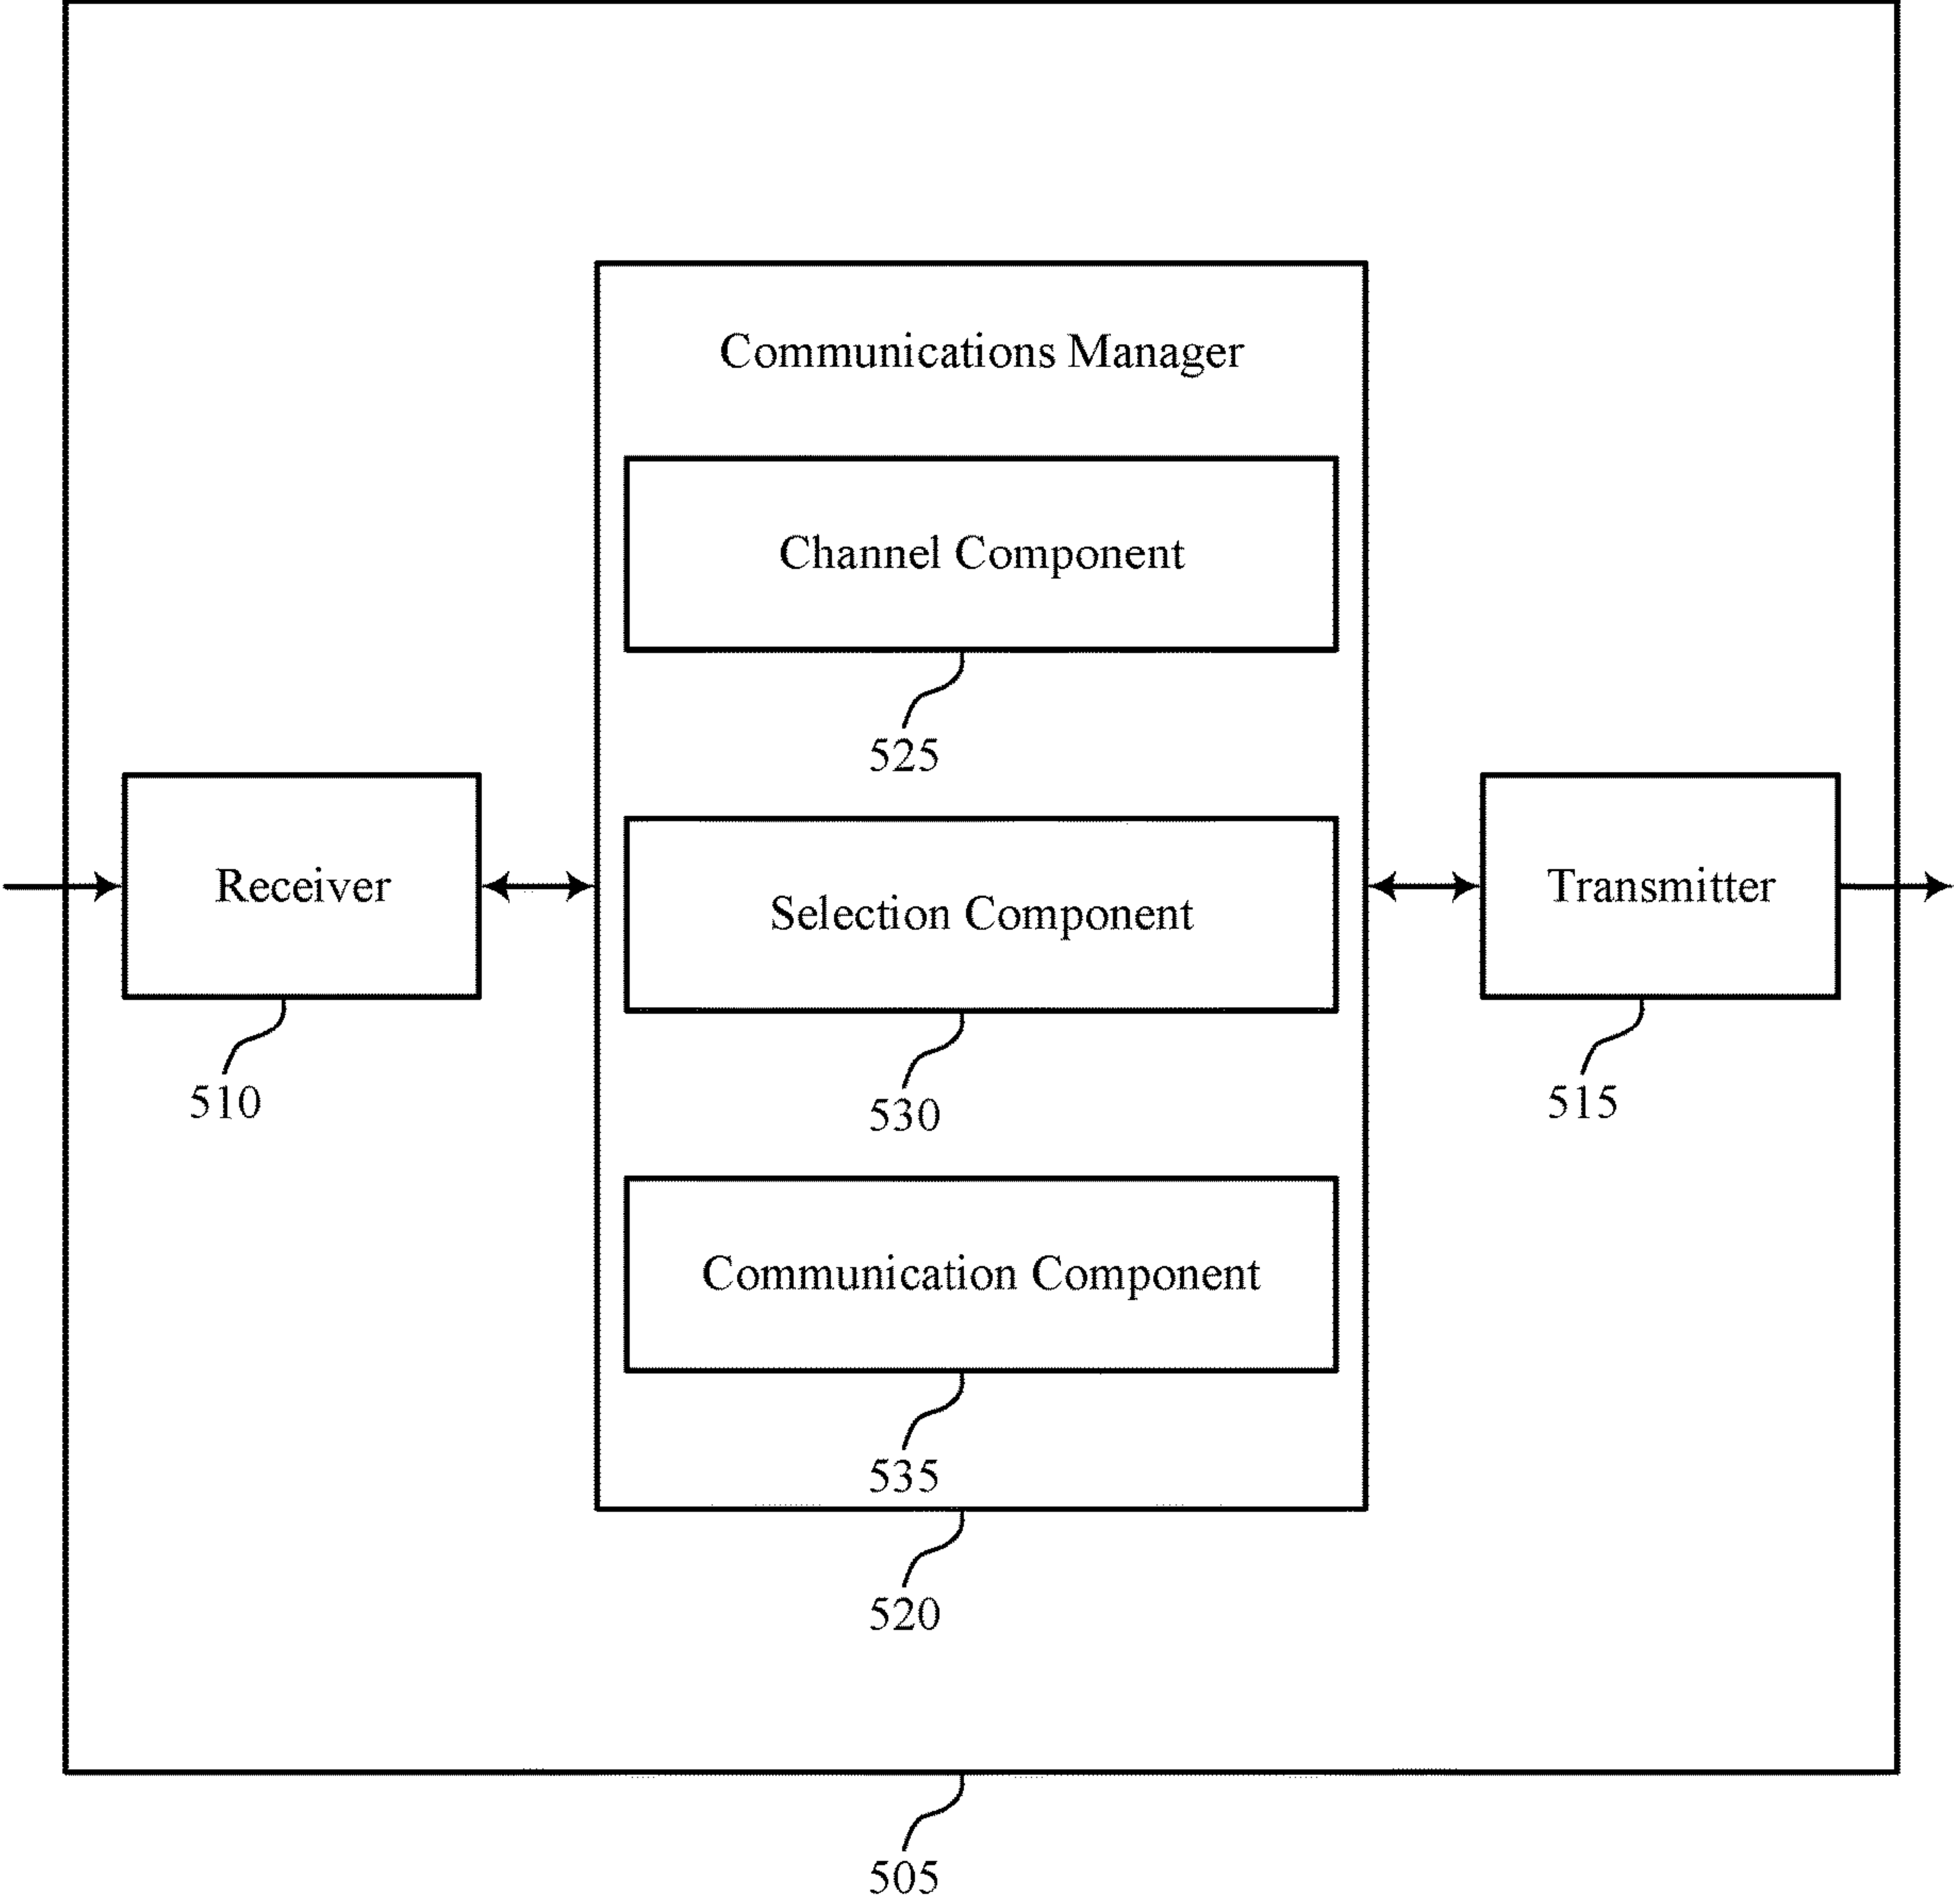 Communications Manager
Channel Component
525
Receiver
Selection Component
Transmitter
510
530
515
Communication Component
535
520
505